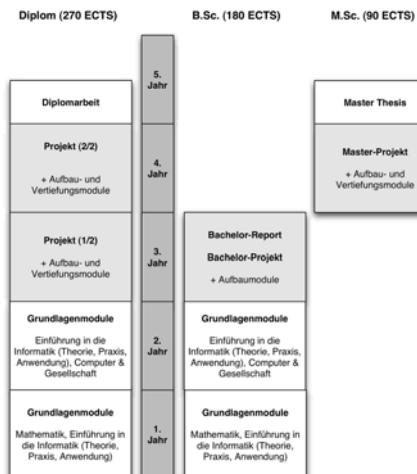 Diplom (270 ECTS)
B.Sc. (180 ECTS)
M.Sc. (90 ECTS)
5.
Jahr
Diplomarbeit
Master Thesis
Projekt (2/2)
+ Aufbau- und
Vertiefungsmodule
4.
Jahr
Master-Projekt
+ Aufbau- und
Vertiefungsmodule
Projekt (1/2)
+ Aufbau- und
Vertiefungsmodule
3.
Jahr
Bachelor-Report
Bachelor-Projekt
+ Aufbaumodule
Grundlagenmodule
Einführung in die
Informatik (Theorie, Praxis,
Anwendung), Computer &
Gesellschaft
2.
Jahr
Grundlagenmodule
Einführung in die
Informatik (Theorie, Praxis,
Anwendung), Computer &
Gesellschaft
Grundlagenmodule
Mathematik, Einführung in
die Informatik (Theorie,
Praxis, Anwendung)
1.
Jahr
Grundlagenmodule
Mathematik, Einführung in
die Informatik (Theorie,
Praxis, Anwendung)